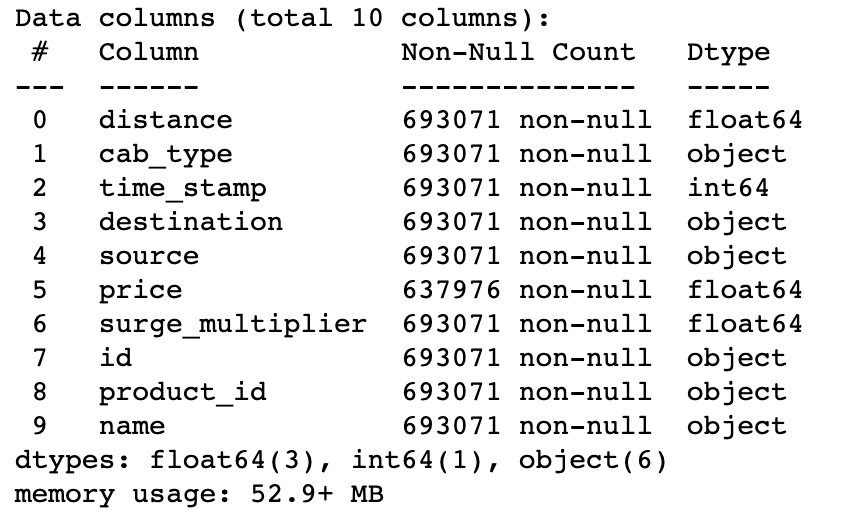 Data columns (total 10 columns):
 #   Column            Non-Null Count   Dtype
---  ------            --------------   -----
 0   distance          693071 non-null  float64
 1   cab_type          693071 non-null  object
 2   time_stamp        693071 non-null  int64
 3   destination       693071 non-null  object
 4   source            693071 non-null  object
 5   price             637976 non-null  float64
 6   surge_multiplier  693071 non-null  float64
 7   id                693071 non-null  object
 8   product_id        693071 non-null  object
 9   name              693071 non-null  object
dtypes: float64(3), int64(1), object(6)
memory usage: 52.9+ MB